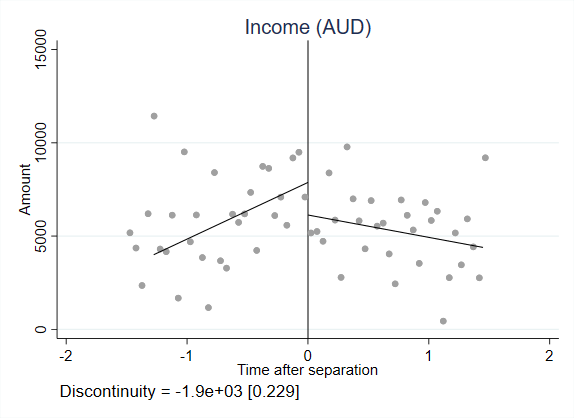 Income (AUD)
15000
10000
5000
0
Amount
-2
-1
0
1
2
Time after separation
Discontinuity = -1.9e+03 [0.229]